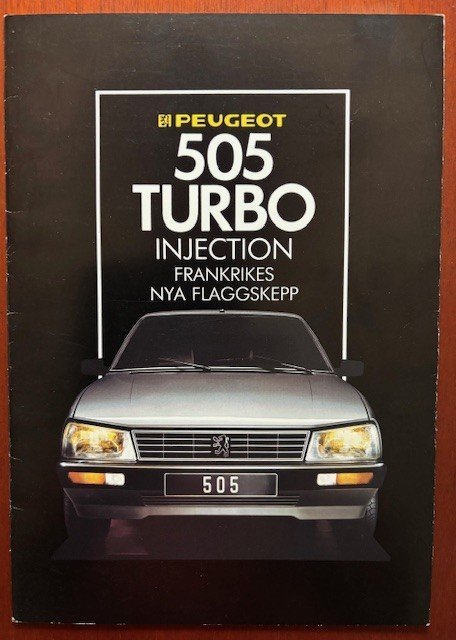 PEUGEOT
505
TURBO
INJECTION
FRANKRIKES
NYA FLAGGSKEPP
505